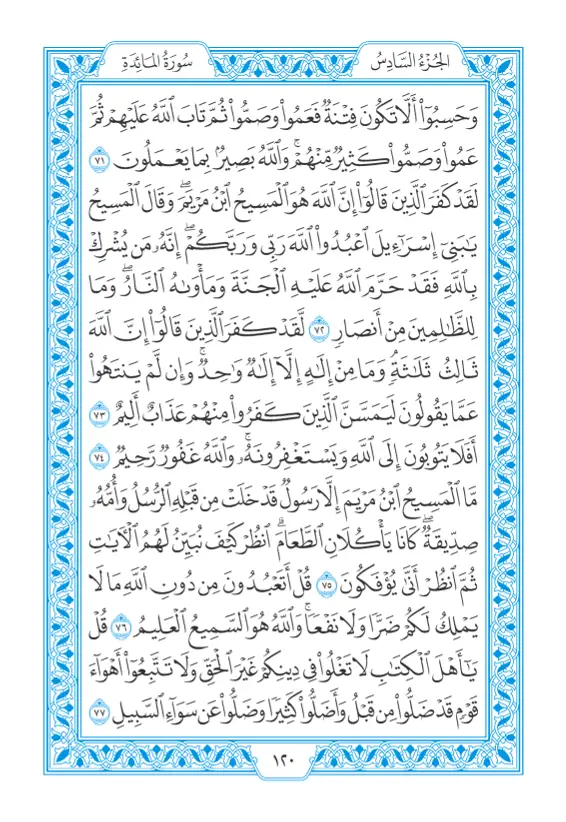 الجُزْءُ السَّادِسُ
سُورَةُ المَائِدَةِ
وَحَسِبُوٓا۟ أَلَّا تَكُونَ فِتْنَةٌ فَعَمُوا۟ وَصَمُّوا۟ ثُمَّ تَابَ ٱللَّهُ عَلَيْهِمْ ثُمَّ
عَمُوا۟ وَصَمُّوا۟ كَثِيرٌ مِّنْهُمْ ۚ وَٱللَّهُ بَصِيرٌۢ بِمَا يَعْمَلُونَ ٧١
لَقَدْ كَفَرَ ٱلَّذِينَ قَالُوٓا۟ إِنَّ ٱللَّهَ هُوَ ٱلْمَسِيحُ ٱبْنُ مَرْيَمَ ۖ وَقَالَ ٱلْمَسِيحُ
يَـٰبَنِىٓ إِسْرَٰٓءِيلَ ٱعْبُدُوا۟ ٱللَّهَ رَبِّى وَرَبَّكُمْ ۖ إِنَّهُۥ مَن يُشْرِكْ
بِٱللَّهِ فَقَدْ حَرَّمَ ٱللَّهُ عَلَيْهِ ٱلْجَنَّةَ وَمَأْوَىٰهُ ٱلنَّارُ ۖ وَمَا
لِلظَّـٰلِمِينَ مِنْ أَنصَارٍ ٧٢ لَّقَدْ كَفَرَ ٱلَّذِينَ قَالُوٓا۟ إِنَّ ٱللَّهَ
ثَالِثُ ثَلَـٰثَةٍ ۘ وَمَا مِنْ إِلَـٰهٍ إِلَّآ إِلَـٰهٌ وَٰحِدٌ ۚ وَإِن لَّمْ يَنتَهُوا۟
عَمَّا يَقُولُونَ لَيَمَسَّنَّ ٱلَّذِينَ كَفَرُوا۟ مِنْهُمْ عَذَابٌ أَلِيمٌ ٧٣
أَفَلَا يَتُوبُونَ إِلَى ٱللَّهِ وَيَسْتَغْفِرُونَهُۥ ۚ وَٱللَّهُ غَفُورٌ رَّحِيمٌ ٧٤
مَّا ٱلْمَسِيحُ ٱبْنُ مَرْيَمَ إِلَّا رَسُولٌ قَدْ خَلَتْ مِن قَبْلِهِ ٱلرُّسُلُ وَأُمُّهُۥ
صِدِّيقَةٌ ۖ كَانَا يَأْكُلَانِ ٱلطَّعَامَ ۗ ٱنظُرْ كَيْفَ نُبَيِّنُ لَهُمُ ٱلْـَٔايَـٰتِ
ثُمَّ ٱنظُرْ أَنَّىٰ يُؤْفَكُونَ ٧٥ قُلْ أَتَعْبُدُونَ مِن دُونِ ٱللَّهِ مَا لَا
يَمْلِكُ لَكُمْ ضَرًّا وَلَا نَفْعًا ۚ وَٱللَّهُ هُوَ ٱلسَّمِيعُ ٱلْعَلِيمُ ٧٦ قُلْ
يَـٰٓأَهْلَ ٱلْكِتَـٰبِ لَا تَغْلُوا۟ فِى دِينِكُمْ غَيْرَ ٱلْحَقِّ وَلَا تَتَّبِعُوٓا۟ أَهْوَآءَ
قَوْمٍ قَدْ ضَلُّوا۟ مِن قَبْلُ وَأَضَلُّوا۟ كَثِيرًا وَضَلُّوا۟ عَن سَوَآءِ ٱلسَّبِيلِ ٧٧
١٢٠